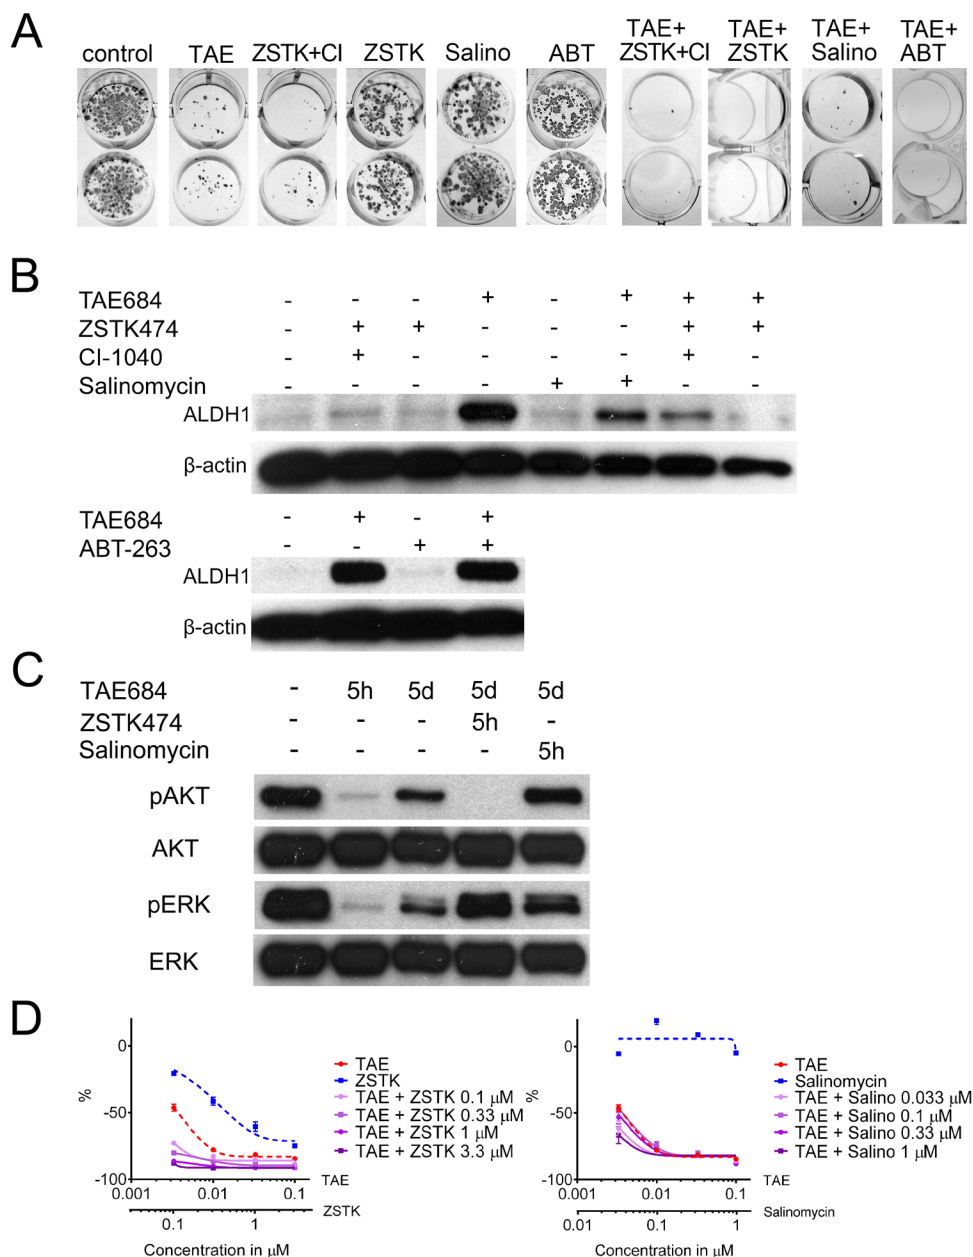 A
control TAE ZSTK+CI ZSTK Salino ABT TAE+ ZSTK+CI TAE+ ZSTK TAE+ Salino TAE+ ABT
B
TAE684 - - - + - + + +
ZSTK474 - + + - - - + +
CI-1040 - + - - - - + -
Salinomycin - - - - + + - -
ALDH1
β-actin
TAE684 - + - +
ABT-263 - - + +
ALDH1
β-actin
C
TAE684 - 5h 5d 5d 5d
ZSTK474 - - - 5h -
Salinomycin - - - - 5h
pAKT
AKT
pERK
ERK
D
0
-50
-100
%
0.001 0.01 0.1 TAE
0.1 1 ZSTK
Concentration in μM
TAE
ZSTK
TAE + ZSTK 0.1 μM
TAE + ZSTK 0.33 μM
TAE + ZSTK 1 μM
TAE + ZSTK 3.3 μM
0
-50
-100
%
0.001 0.01 0.1 TAE
0.01 0.1 1 Salinomycin
Concentration in μM
TAE
Salinomycin
TAE + Salino 0.033 μM
TAE + Salino 0.1 μM
TAE + Salino 0.33 μM
TAE + Salino 1 μM